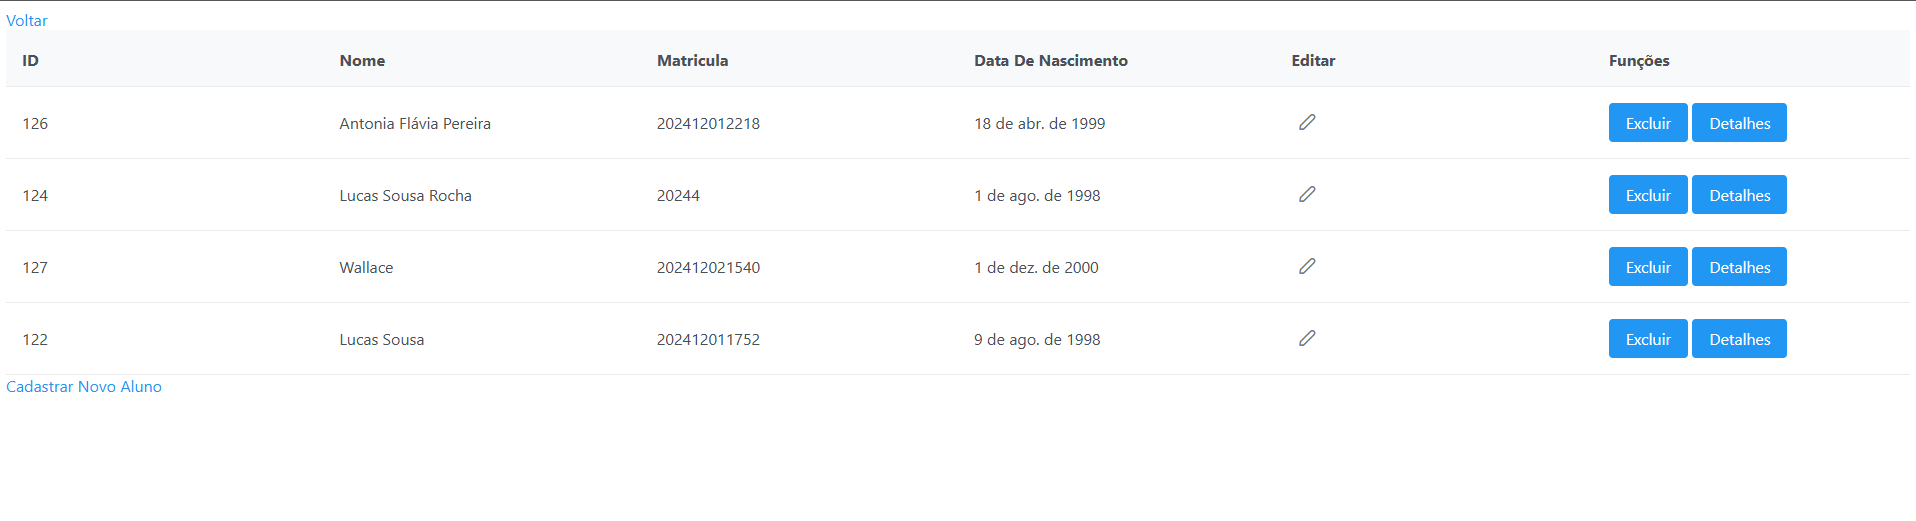 Voltar
ID Nome Matricula Data De Nascimento Editar Funções
126 Antonia Flávia Pereira 202412012218 18 de abr. de 1999 Excluir Detalhes
124 Lucas Sousa Rocha 20244 1 de ago. de 1998 Excluir Detalhes
127 Wallace 202412021540 1 de dez. de 2000 Excluir Detalhes
122 Lucas Sousa 202412011752 9 de ago. de 1998 Excluir Detalhes
Cadastrar Novo Aluno